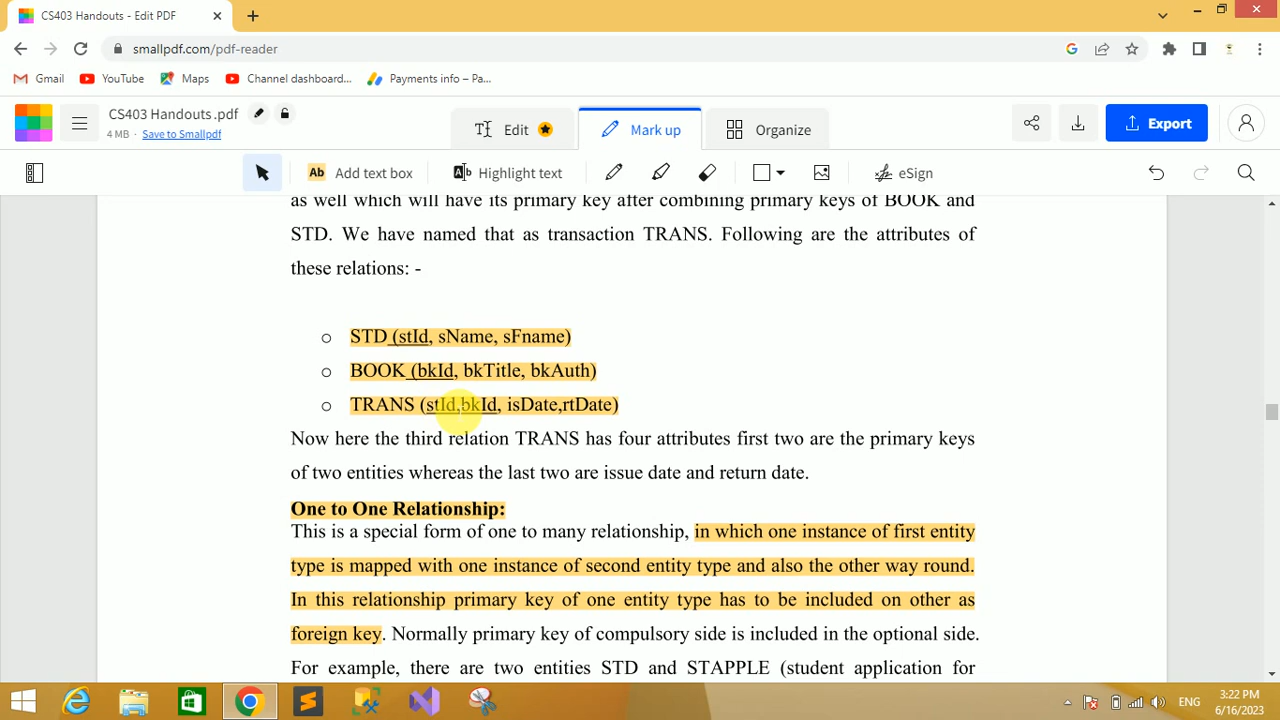 CS403 Handouts - Edit PDF
smallpdf.com/pdf-reader
Gmail YouTube Maps Channel dashboard... Payments info – Pa...
CS403 Handouts .pdf
4 MB Save to Smallpdf
Edit Mark up Organize Export
Ab Add text box Highlight text eSign
as well which will have its primary key after combining primary keys of BOOK and
STD. We have named that as transaction TRANS. Following are the attributes of
these relations: -
o STD (stId, sName, sFname)
o BOOK (bkId, bkTitle, bkAuth)
o TRANS (stId,bkId, isDate,rtDate)
Now here the third relation TRANS has four attributes first two are the primary keys
of two entities whereas the last two are issue date and return date.
One to One Relationship:
This is a special form of one to many relationship, in which one instance of first entity
type is mapped with one instance of second entity type and also the other way round.
In this relationship primary key of one entity type has to be included on other as
foreign key. Normally primary key of compulsory side is included in the optional side.
For example, there are two entities STD and STAPPLE (student application for
ENG
3:22 PM
6/16/2023